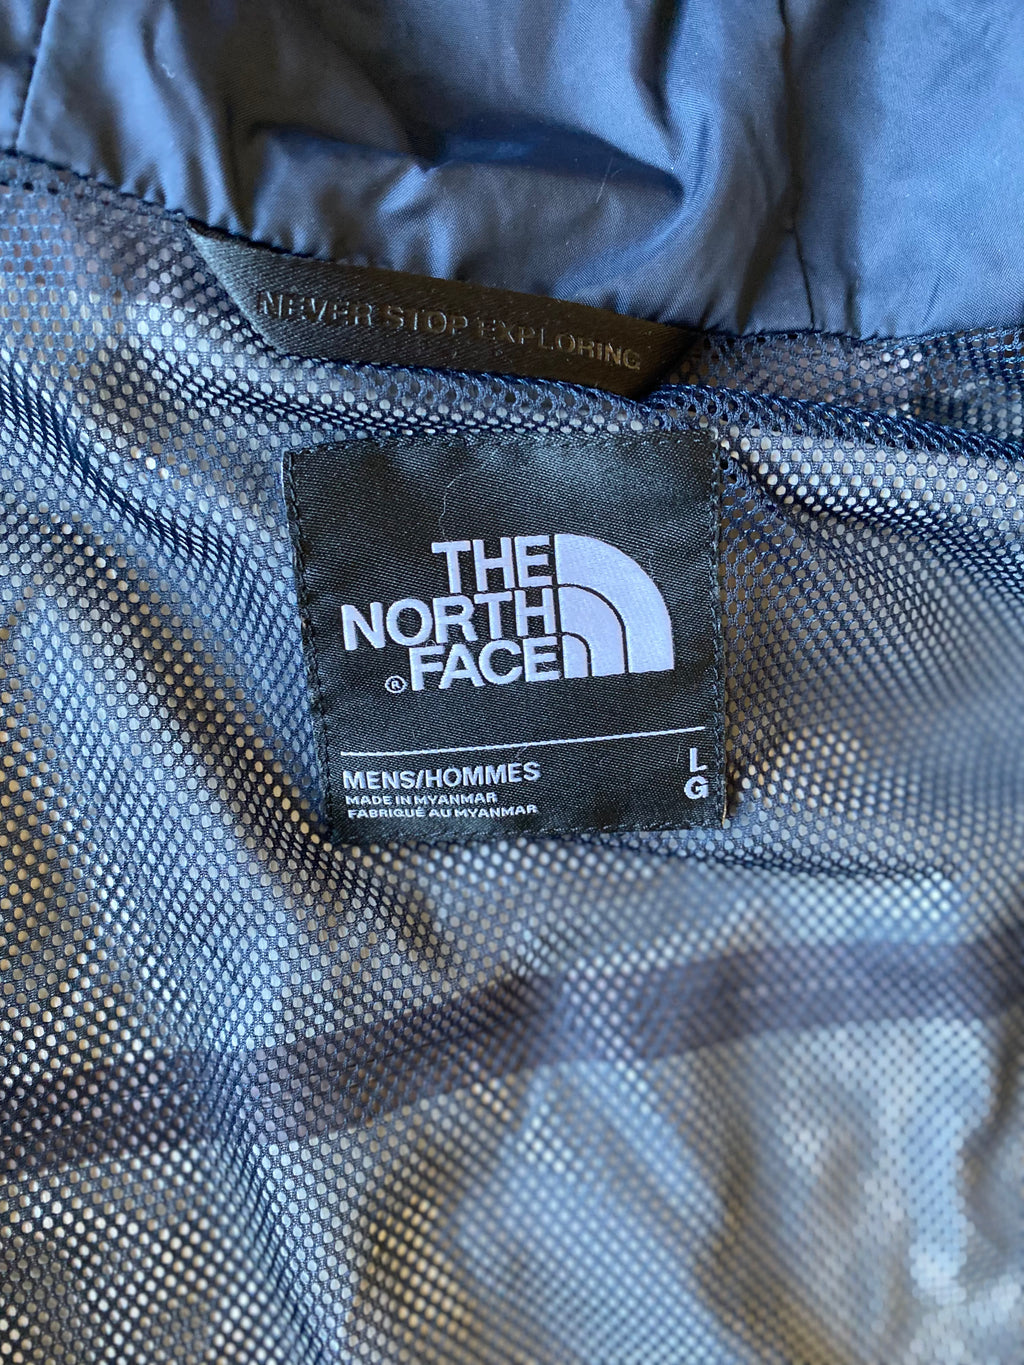 NEVER STOP EXPLORING
THE
NORTH
FACE
®
MENS/HOMMES
MADE IN MYANMAR
FABRIQUÉ AU MYANMAR
L
G